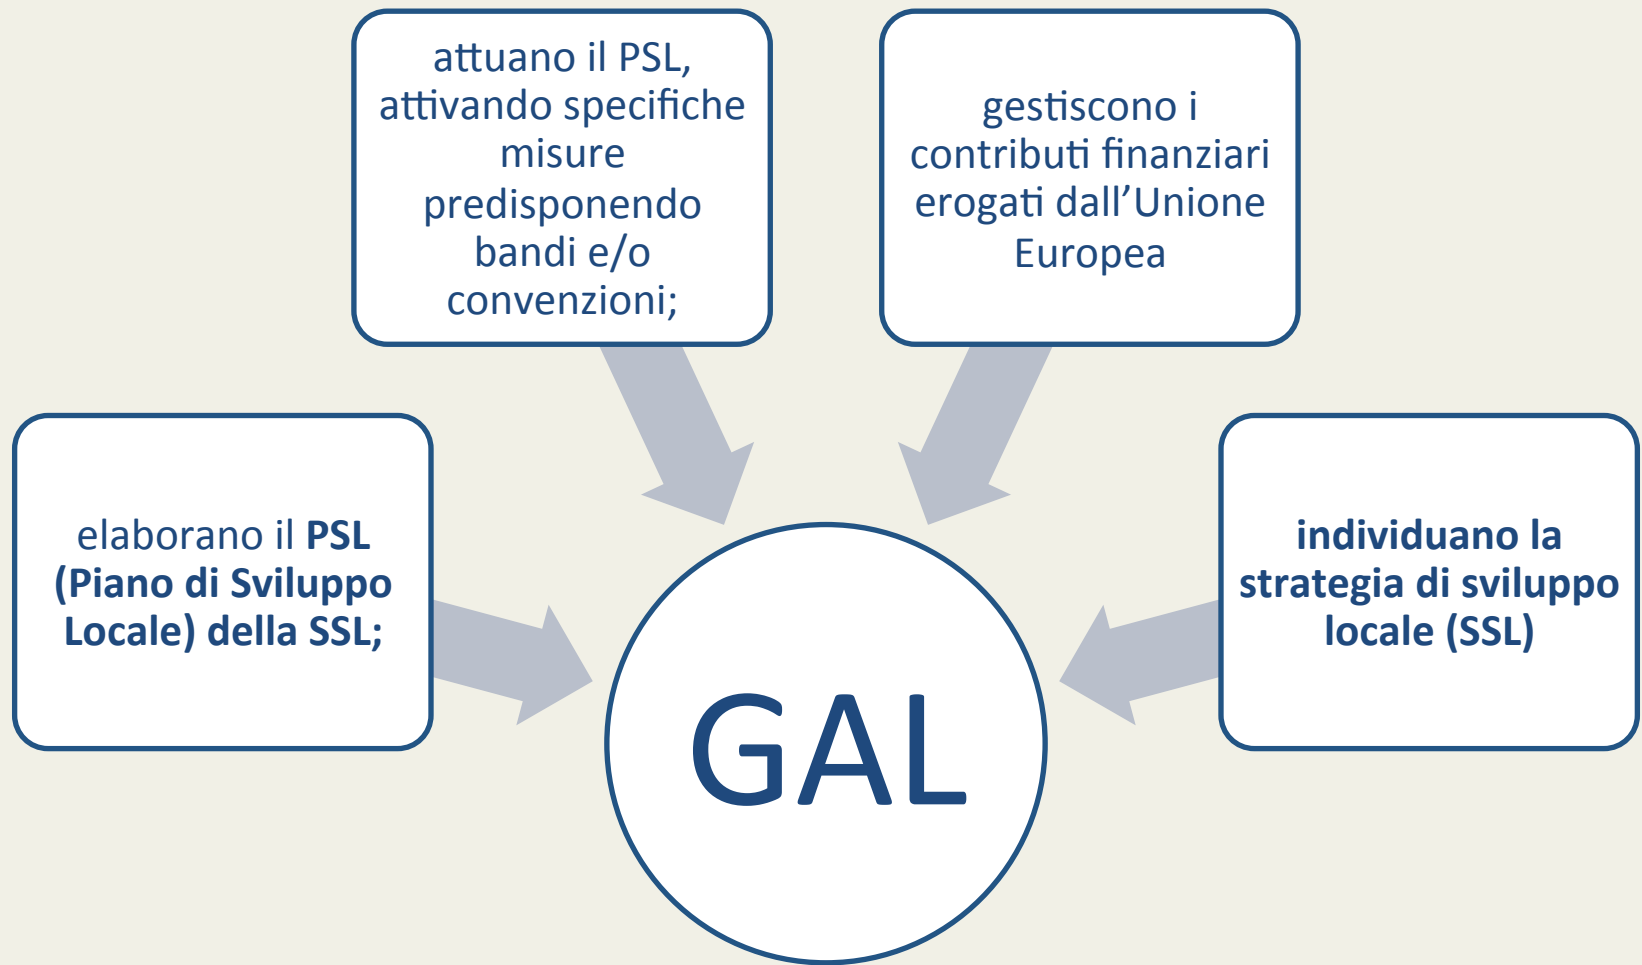 attuano il PSL,
attivando specifiche
misure
predisponendo
bandi e/o
convenzioni;
gestiscono i
contributi finanziari
erogati dall’Unione
Europea
elaborano il PSL
(Piano di Sviluppo
Locale) della SSL;
individuano la
strategia di sviluppo
locale (SSL)
GAL